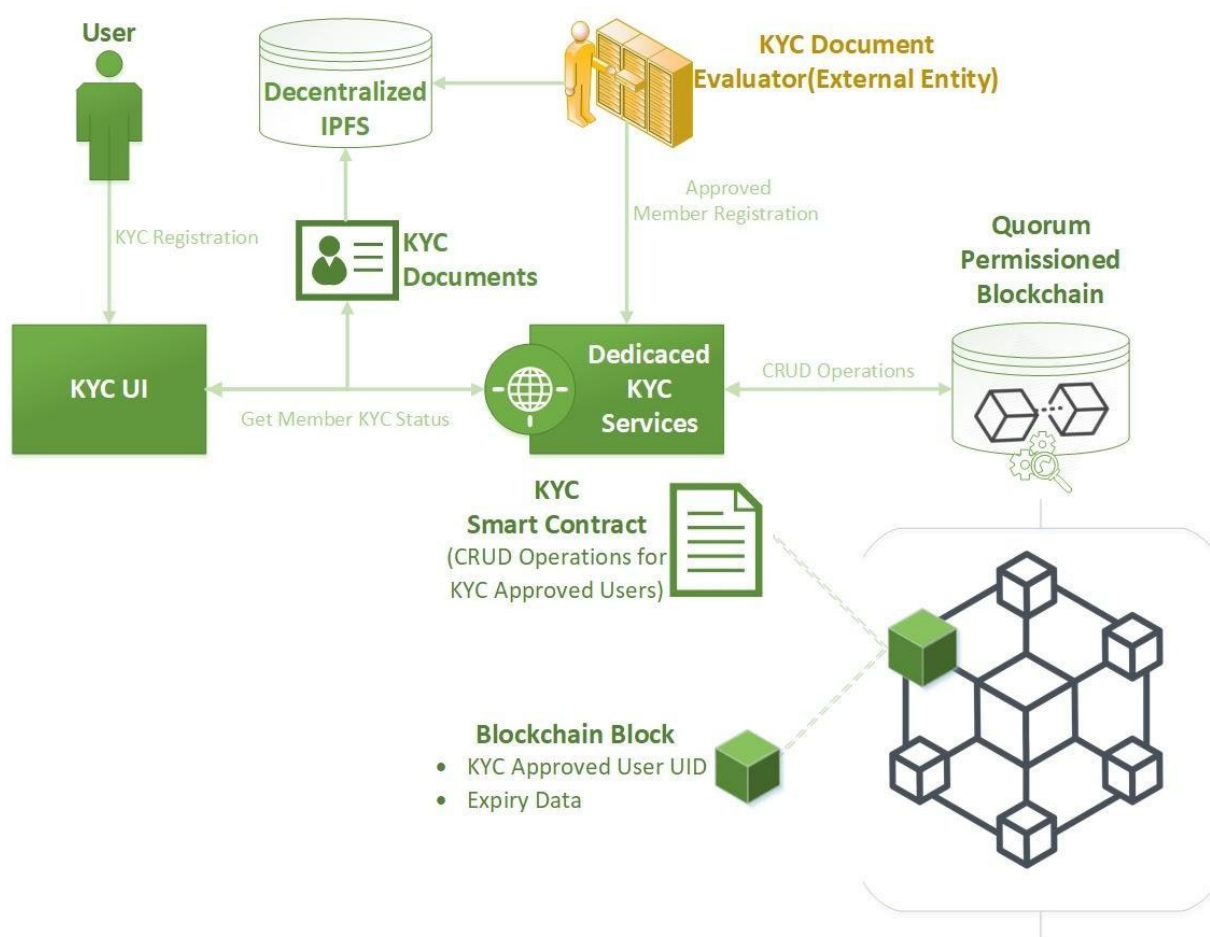 User
Decentralized
IPFS
KYC Document
Evaluator(External Entity)
KYC Registration
KYC
Documents
Approved
Member Registration
Quorum
Permissioned
Blockchain
KYC UI
Get Member KYC Status
Dedicaced
KYC
Services
CRUD Operations
KYC
Smart Contract
(CRUD Operations for
KYC Approved Users)
Blockchain Block
• KYC Approved User UID
• Expiry Data